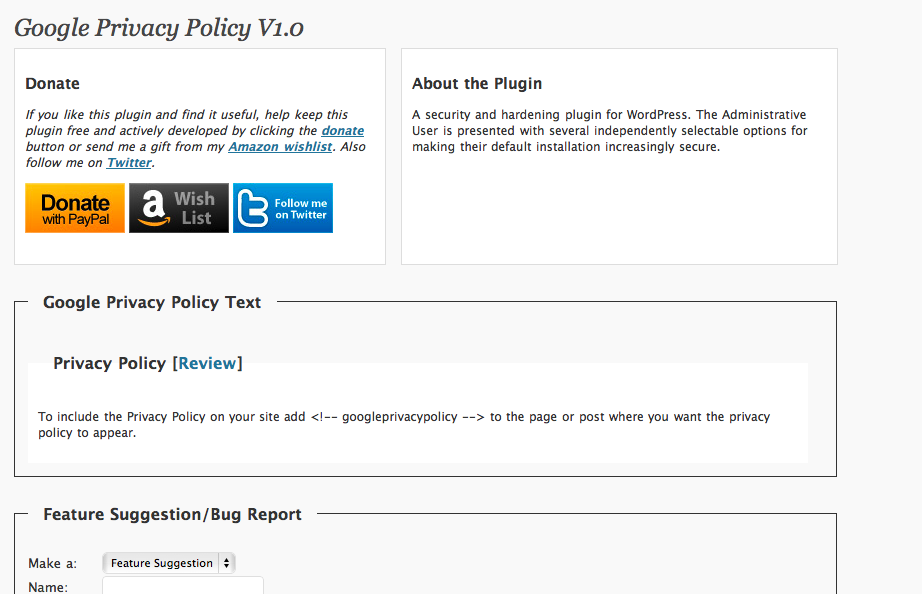 Google Privacy Policy V1.0
Donate
If you like this plugin and find it useful, help keep this
plugin free and actively developed by clicking the donate
button or send me a gift from my Amazon wishlist. Also
follow me on Twitter.
Donate
with PayPal
a Wish
List
Follow me
on Twitter
About the Plugin
A security and hardening plugin for WordPress. The Administrative
User is presented with several independently selectable options for
making their default installation increasingly secure.
Google Privacy Policy Text
Privacy Policy [Review]
To include the Privacy Policy on your site add <!-- googleprivacypolicy --> to the page or post where you want the privacy
policy to appear.
Feature Suggestion/Bug Report
Make a: Feature Suggestion
Name: